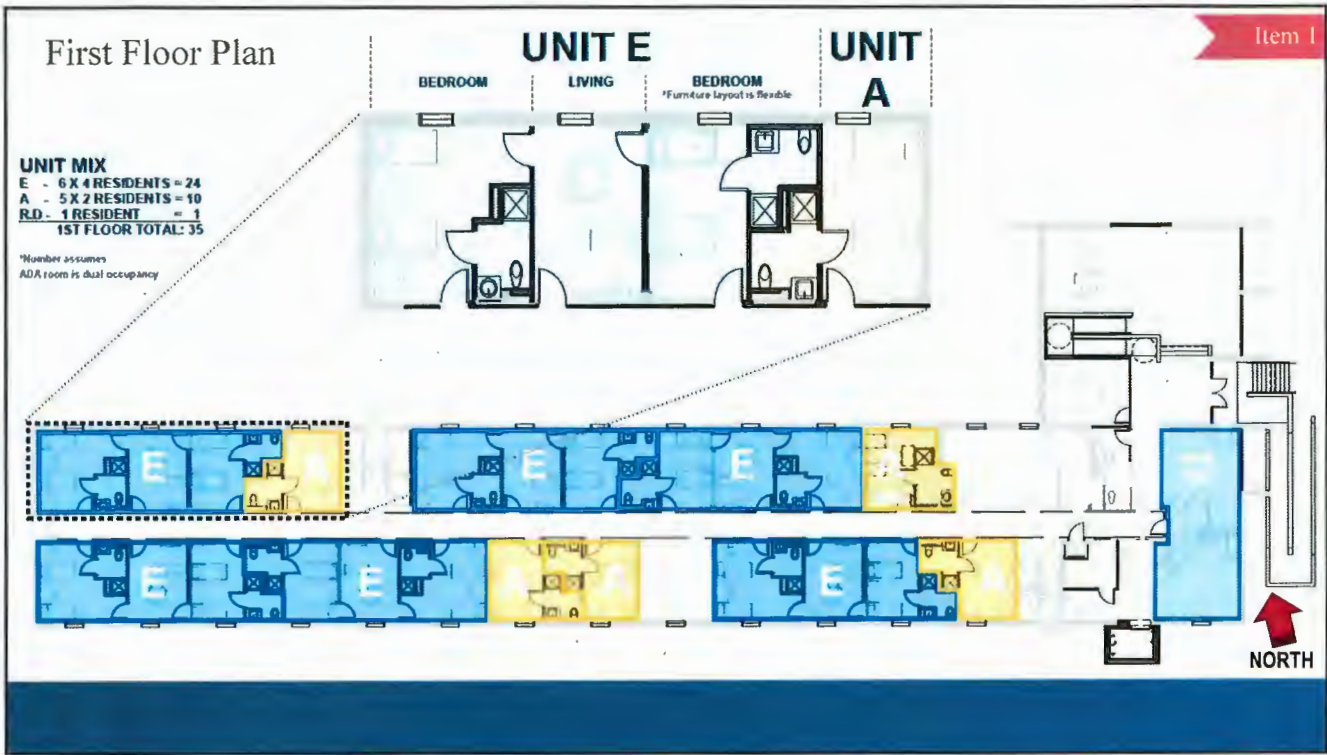 First Floor Plan
Item 1
UNIT E
UNIT
A
BEDROOM
LIVING
BEDROOM
*Furniture layout is flexible
UNIT MIX
E - 6 X 4 RESIDENTS = 24
A - 5 X 2 RESIDENTS = 10
R.D - 1 RESIDENT = 1
1ST FLOOR TOTAL: 35
*Number assumes
ADA room is dual occupancy
E
A
E
E
A
E
E
A
A
E
A
NORTH